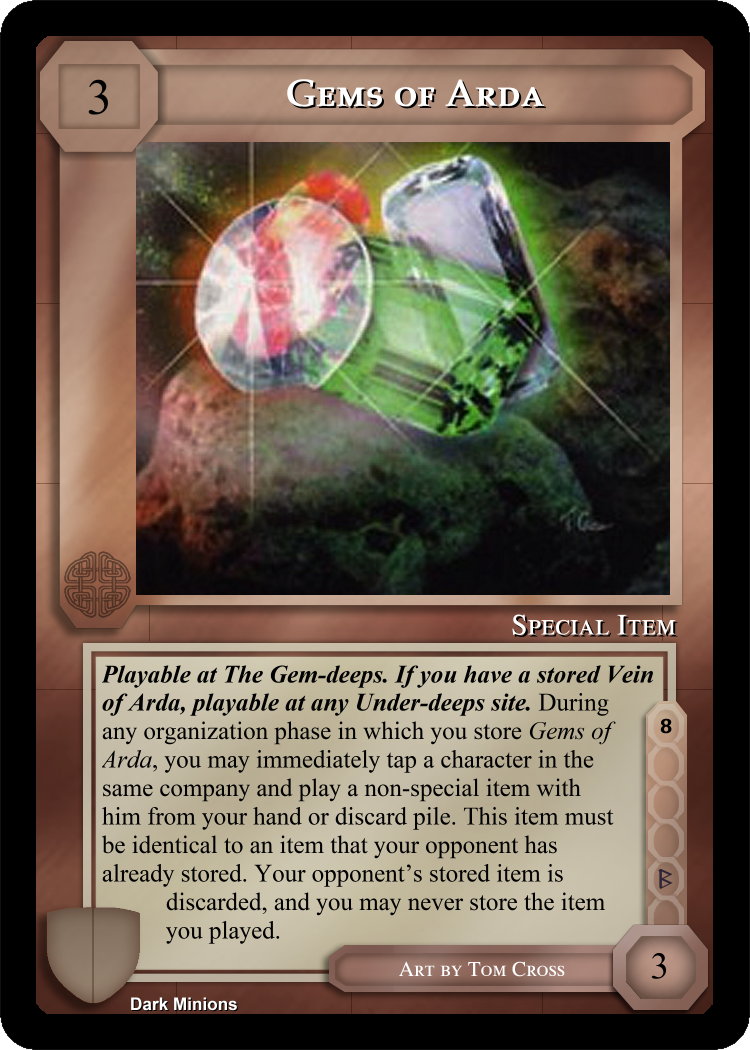 3
Gems of Arda
Special Item
Playable at The Gem-deeps. If you have a stored Vein
of Arda, playable at any Under-deeps site. During
any organization phase in which you store Gems of
Arda, you may immediately tap a character in the
same company and play a non-special item with
him from your hand or discard pile. This item must
be identical to an item that your opponent has
already stored. Your opponent’s stored item is
discarded, and you may never store the item
you played.
8
Art by Tom Cross
3
Dark Minions